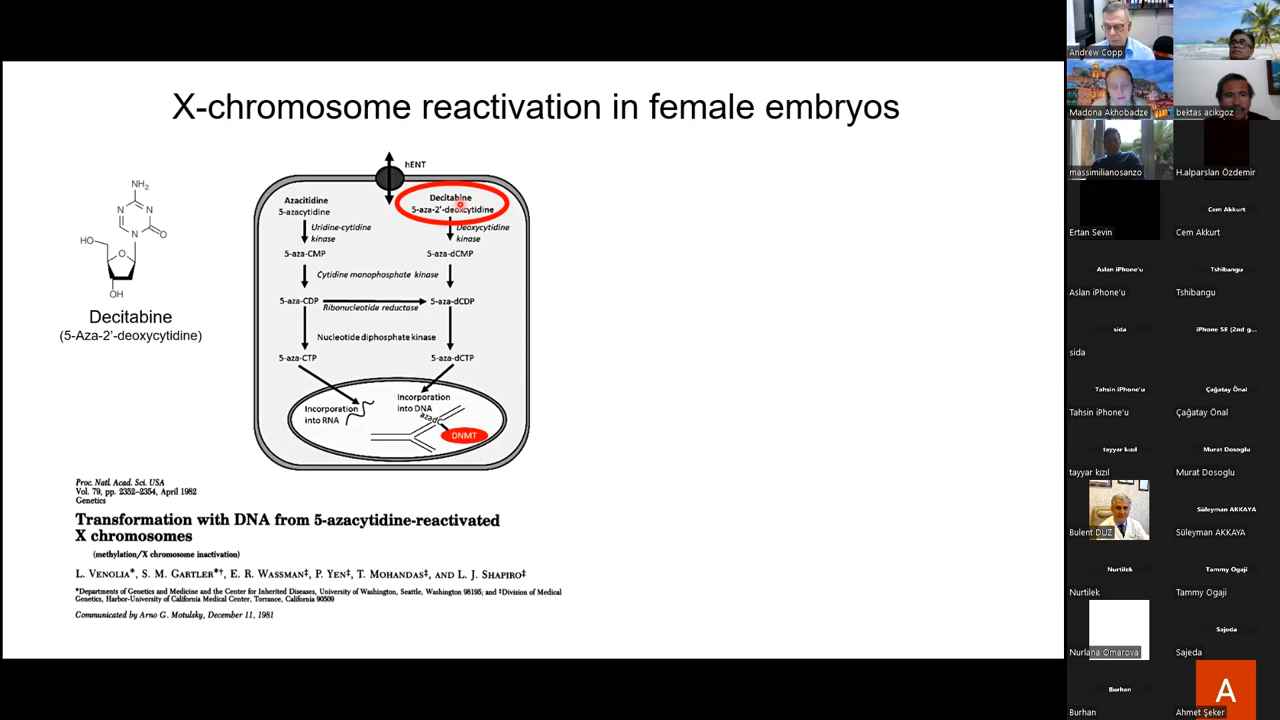 X-chromosome reactivation in female embryos
NH2
N
N
N
O
HO
O
OH
Decitabine
(5-Aza-2'-deoxycytidine)
hENT
Azacitidine
5-azacytidine
Decitabine
5-aza-2'-deoxcytidine
Uridine-cytidine
kinase
Deoxycytidine
kinase
5-aza-CMP
5-aza-dCMP
Cytidine monophosphate kinase
5-aza-CDP
5-aza-dCDP
Ribonucleotide reductase
Nucleotide diphosphate kinase
5-aza-CTP
5-aza-dCTP
Incorporation
into RNA
Incorporation
into DNA
azadC
DNMT
Proc. Natl. Acad. Sci. USA
Vol. 79, pp. 2352-2354, April 1982
Genetics
Transformation with DNA from 5-azacytidine-reactivated
X chromosomes
(methylation/X chromosome inactivation)
L. VENOLIA*, S. M. GARTLER*†, E. R. WASSMAN‡, P. YEN‡, T. MOHANDAS‡, AND L. J. SHAPIRO‡
*Departments of Genetics and Medicine and the Center for Inherited Diseases, University of Washington, Seattle, Washington 98195; and ‡Division of Medical
Genetics, Harbor-University of California Medical Center, Torrance, California 90509
Communicated by Arno G. Motulsky, December 11, 1981
Andrew Copp
Madona Akhobadze
bektas acikgoz
massimilianosanzo
H.alparslan Özdemir
Ertan Sevin
Cem Akkurt
Cem Akkurt
Aslan iPhone'u
Aslan iPhone'u
Tshibangu
Tshibangu
sida
sida
iPhone SE (2nd g...
Tahsin iPhone'u
Tahsin iPhone'u
Çağatay Önal
Çağatay Önal
tayyar kızıl
tayyar kızıl
Murat Dosoglu
Murat Dosoglu
Bulent DUZ
Süleyman AKKAYA
Süleyman AKKAYA
Nurtilek
Nurtilek
Tammy Ogaji
Tammy Ogaji
Nurlana Omarova
Sajeda
Sajeda
Burhan
Burhan
A
Ahmet Şeker